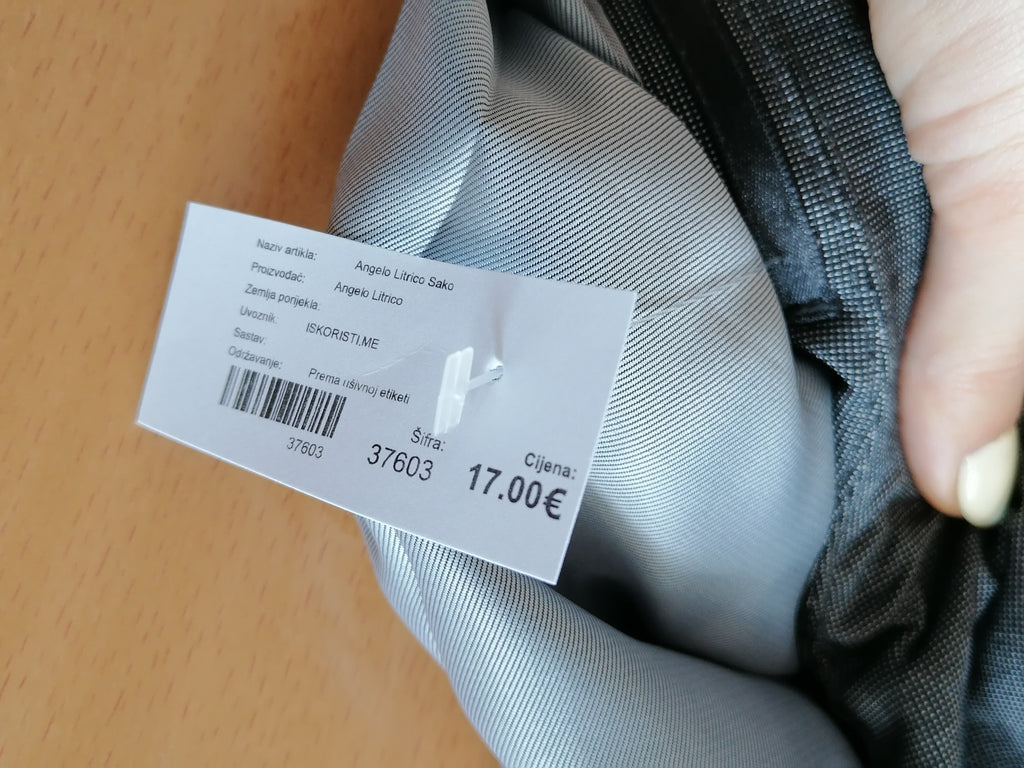 Naziv artikla: Angelo Litrico Sako
Proizvođač: Angelo Litrico
Zemlja porijekla:
Uvoznik: ISKORISTI.ME
Sastav:
Održavanje: Prema ušivnoj etiketi
37603
Šifra:
37603
Cijena:
17.00€